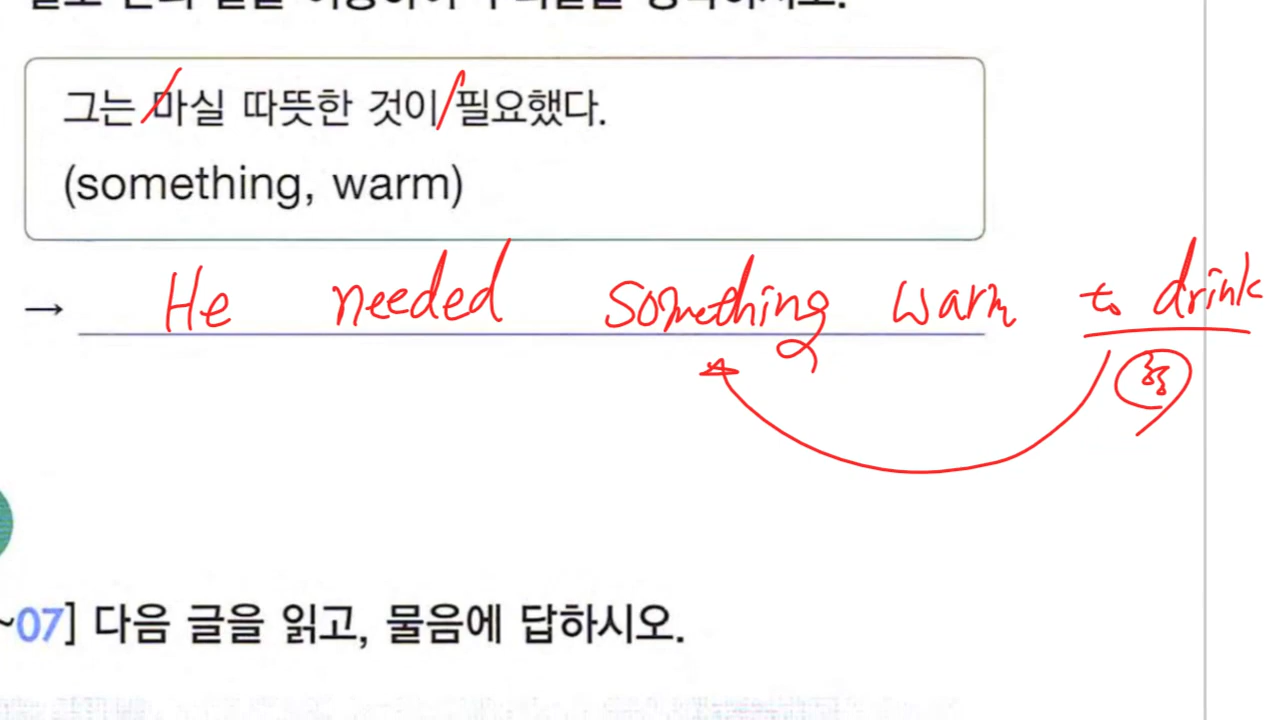 그는 마실 따뜻한 것이 필요했다.
(something, warm)
→ He needed something warm to drink
형
~07] 다음 글을 읽고, 물음에 답하시오.